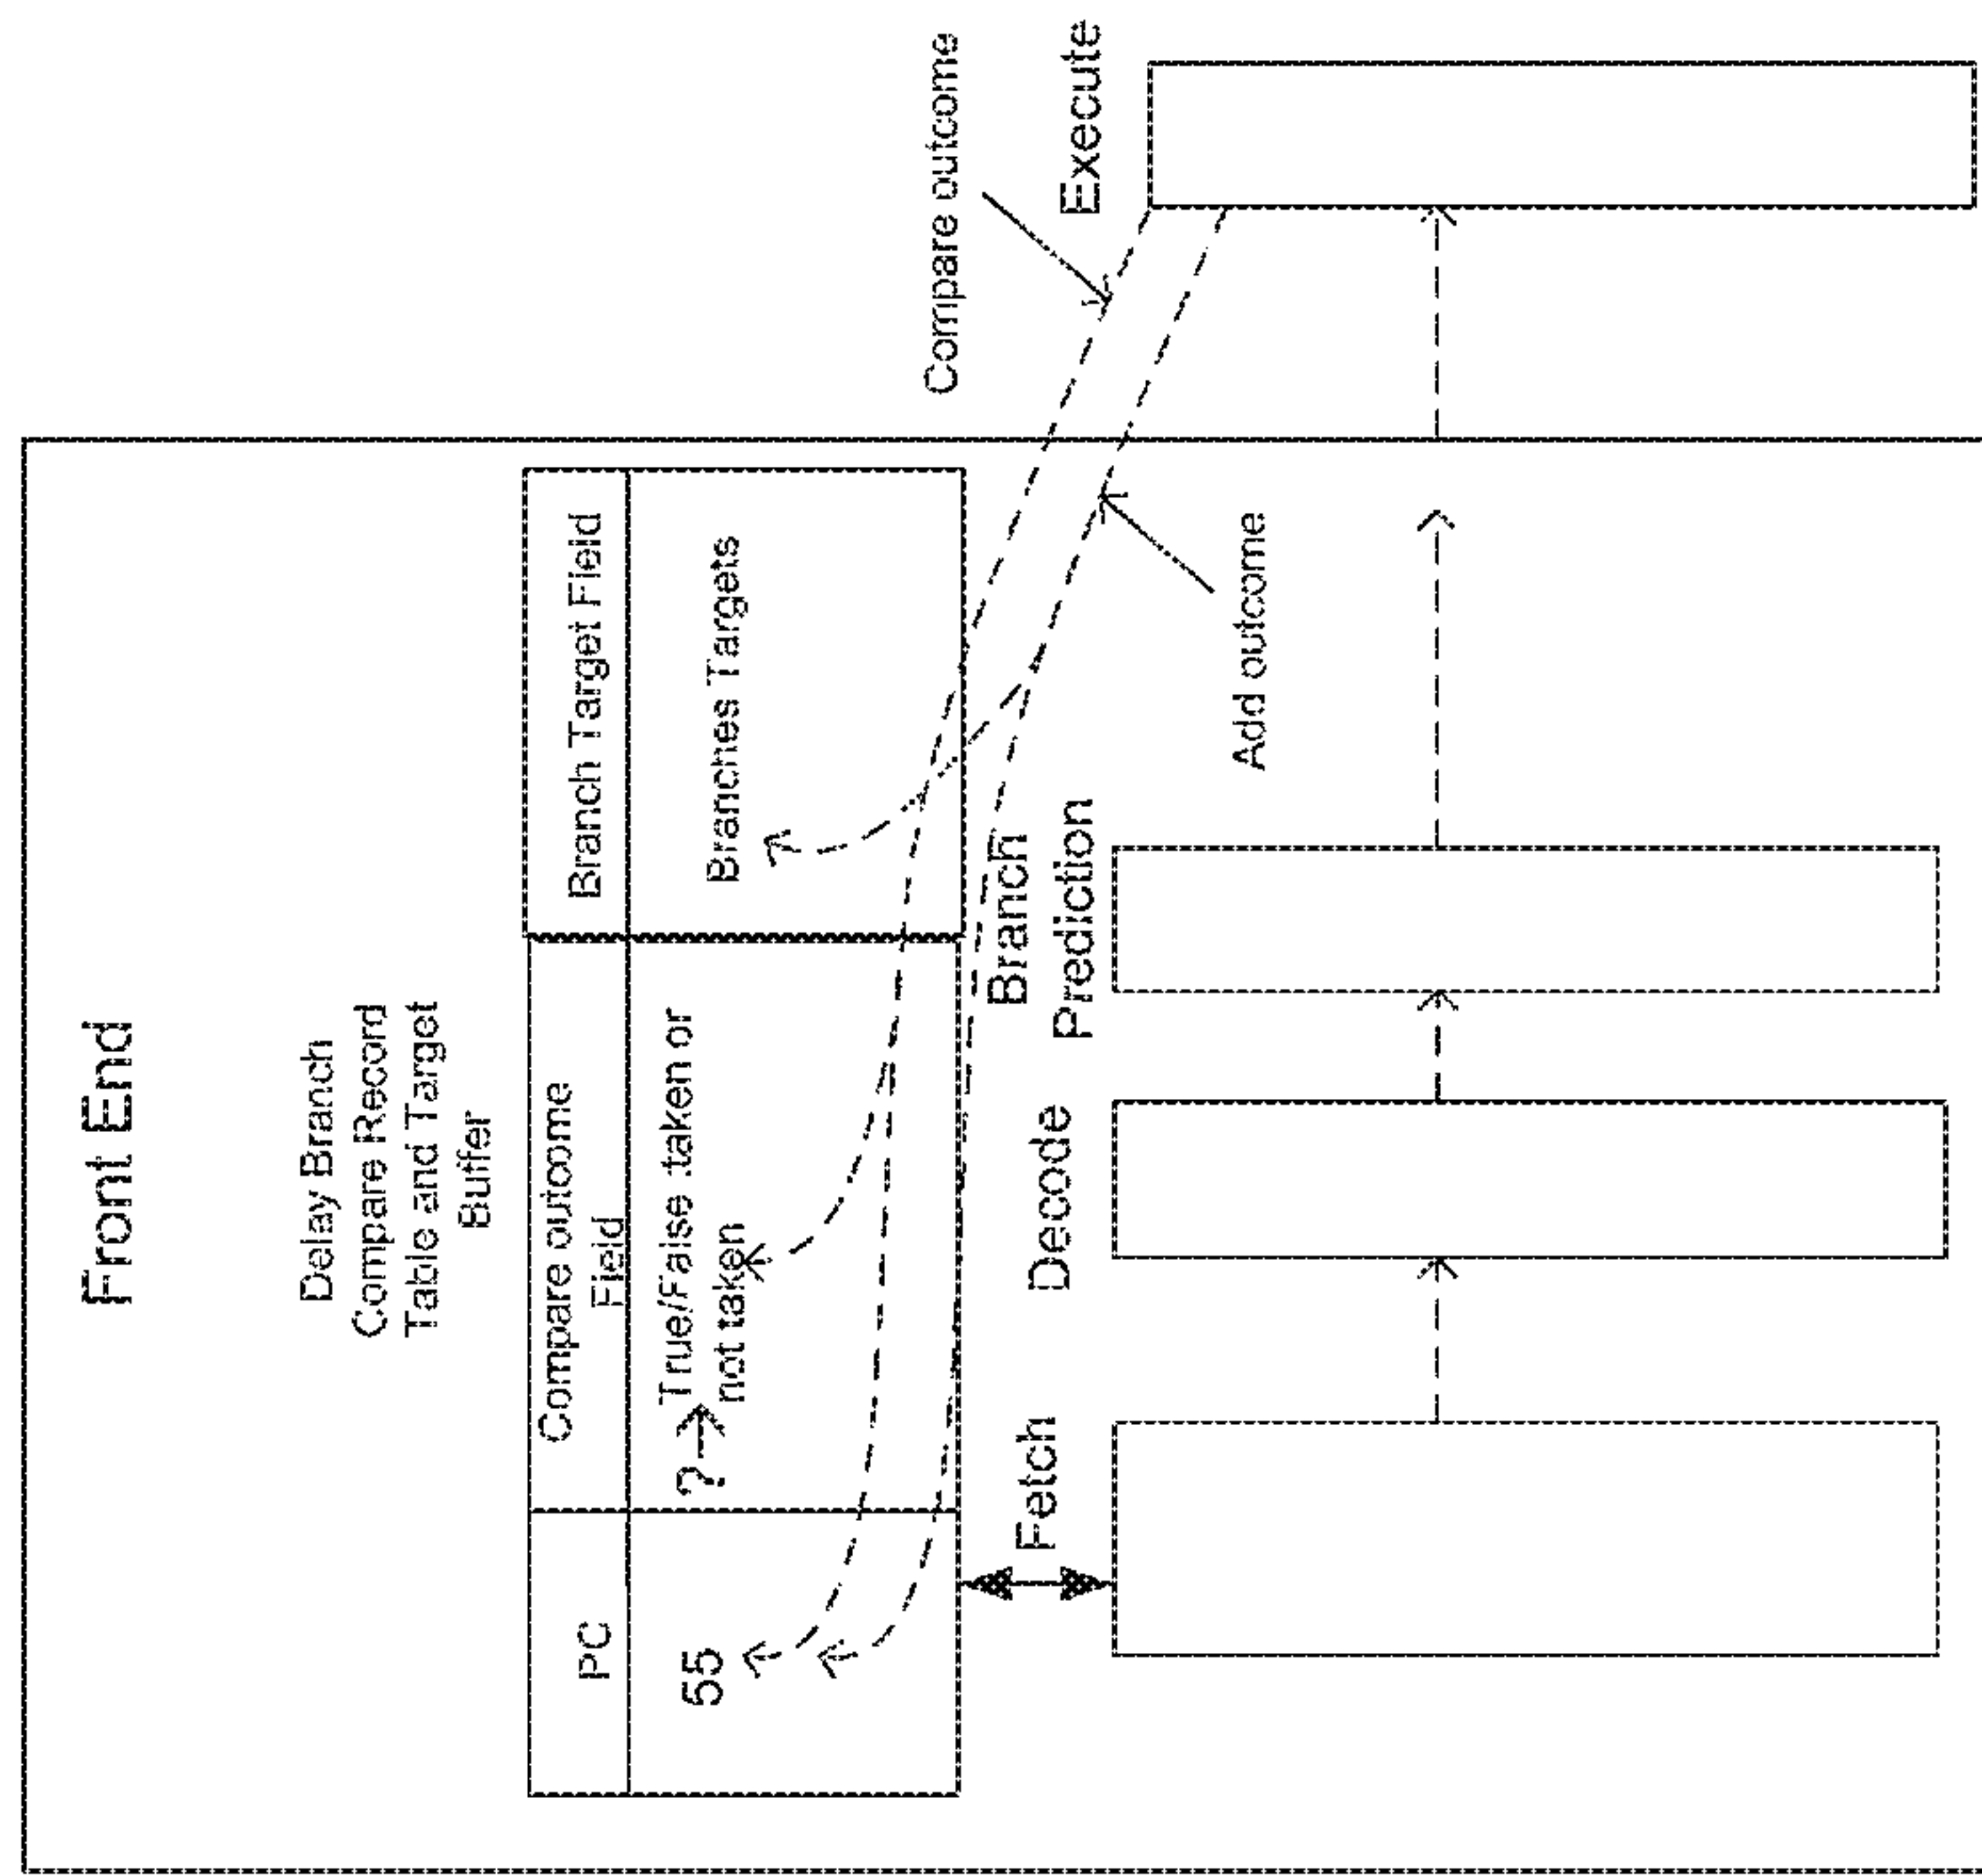 Front End
Delay Branch
Compare Record
Table and Target
Buffer
PC
Compare outcome
Field
Branch Target Field
55
?
True/False :taken or
not taken
Branches Targets
Compare outcome
Add outcome
Fetch
Decode
Branch
Prediction
Execute